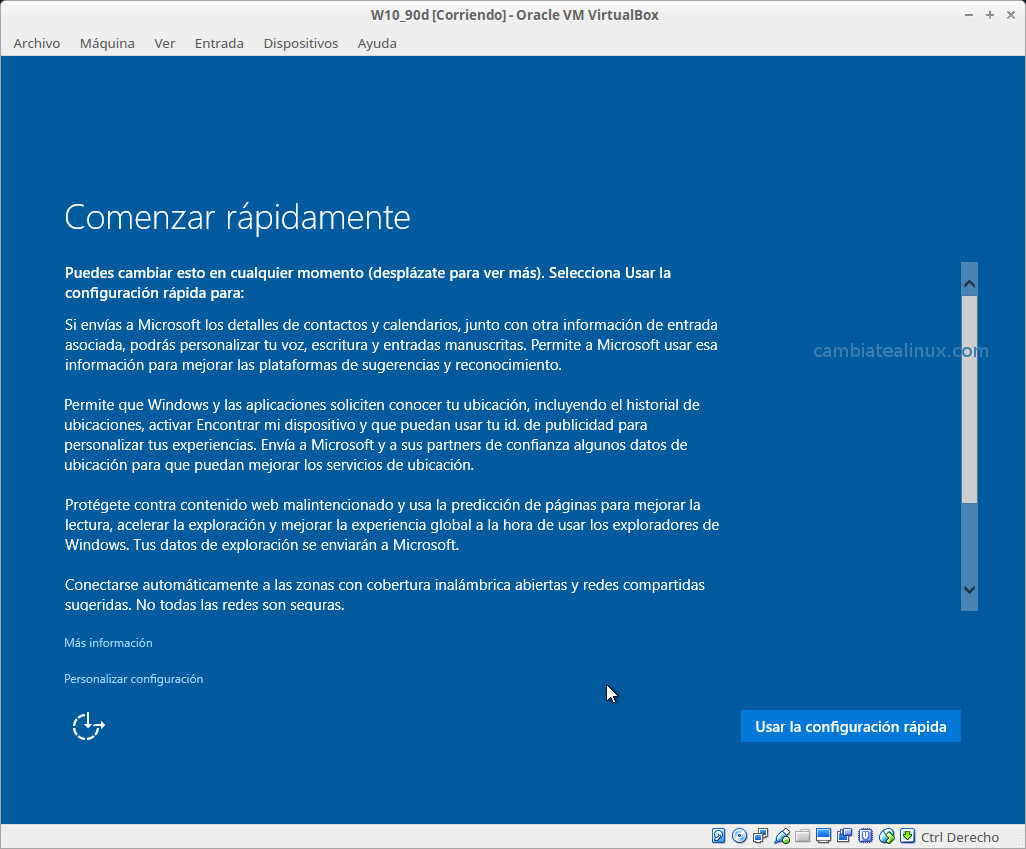 W10_90d [Corriendo] - Oracle VM VirtualBox
Archivo Máquina Ver Entrada Dispositivos Ayuda
Comenzar rápidamente
Puedes cambiar esto en cualquier momento (desplázate para ver más). Selecciona Usar la
configuración rápida para:
Si envías a Microsoft los detalles de contactos y calendarios, junto con otra información de entrada
asociada, podrás personalizar tu voz, escritura y entradas manuscritas. Permite a Microsoft usar esa
información para mejorar las plataformas de sugerencias y reconocimiento.
cambiatealinux.com
Permite que Windows y las aplicaciones soliciten conocer tu ubicación, incluyendo el historial de
ubicaciones, activar Encontrar mi dispositivo y que puedan usar tu id. de publicidad para
personalizar tus experiencias. Envía a Microsoft y a sus partners de confianza algunos datos de
ubicación para que puedan mejorar los servicios de ubicación.
Protégete contra contenido web malintencionado y usa la predicción de páginas para mejorar la
lectura, acelerar la exploración y mejorar la experiencia global a la hora de usar los exploradores de
Windows. Tus datos de exploración se enviarán a Microsoft.
Conectarse automáticamente a las zonas con cobertura inalámbrica abiertas y redes compartidas
sugeridas. No todas las redes son seguras.
Más información
Personalizar configuración
Usar la configuración rápida
Ctrl Derecho